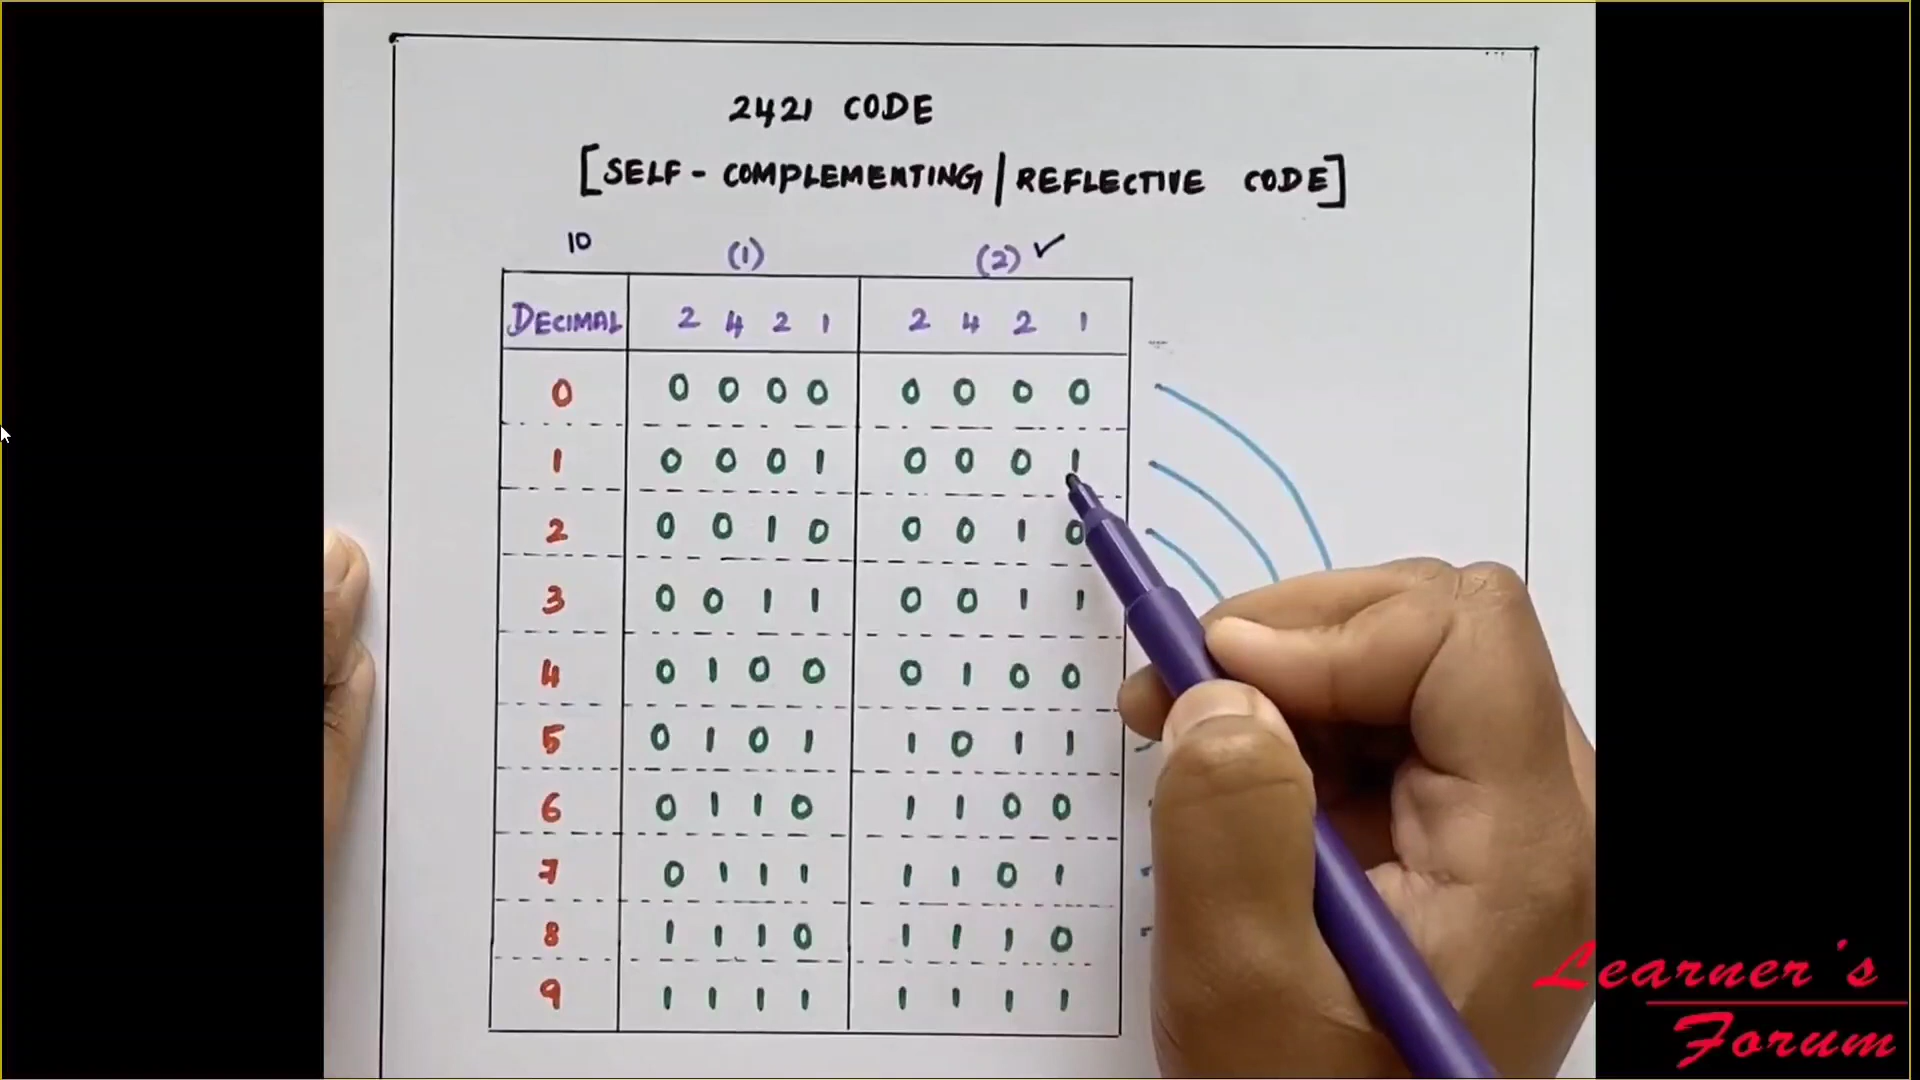 2421 CODE
[SELF-COMPLEMENTING/REFLECTIVE CODE]
10 (1) (2) ✓
DECIMAL 2 4 2 1 2 4 2 1
0 0 0 0 0 0 0 0 0
1 0 0 0 1 0 0 0 1
2 0 0 1 0 0 0 1 0
3 0 0 1 1 0 0 1 1
4 0 1 0 0 0 1 0 0
5 0 1 0 1 1 0 1 1
6 0 1 1 0 1 1 0 0
7 0 1 1 1 1 1 0 1
8 1 1 1 0 1 1 1 0
9 1 1 1 1 1 1 1 1
Learner's
Forum